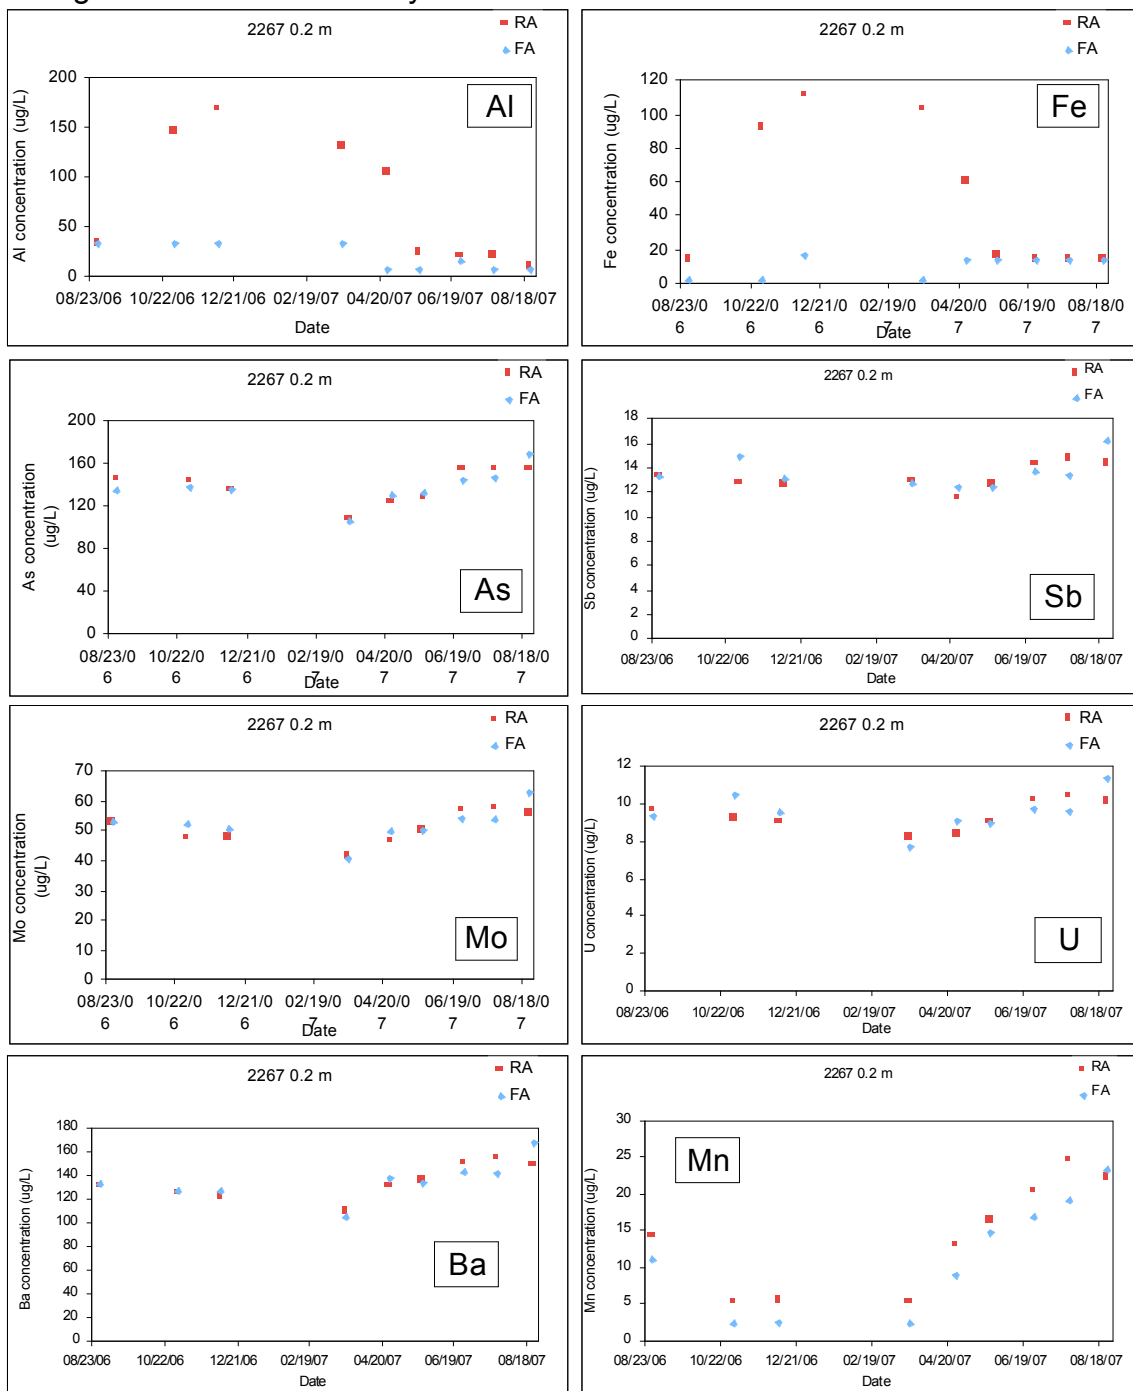 2267 0.2 m
RA
FA
Al concentration (ug/L)
200
150
100
50
0
Al
08/23/06 10/22/06 12/21/06 02/19/07 04/20/07 06/19/07 08/18/07
Date
2267 0.2 m
RA
FA
Fe concentration (ug/L)
120
100
80
60
40
20
0
Fe
08/23/0 10/22/0 12/21/0 02/19/0 04/20/0 06/19/0 08/18/0
6 6 6 7 7 7 7
Date
2267 0.2 m
RA
FA
As concentration
(ug/L)
200
160
120
80
40
0
As
08/23/0 10/22/0 12/21/0 02/19/0 04/20/0 06/19/0 08/18/0
6 6 6 7 7 7 7
Date
2267 0.2 m
RA
FA
Sb concentration (ug/L)
18
16
14
12
10
8
6
4
2
0
Sb
08/23/06 10/22/06 12/21/06 02/19/07 04/20/07 06/19/07 08/18/07
Date
2267 0.2 m
RA
FA
Mo concentration
(ug/L)
70
60
50
40
30
20
10
0
Mo
08/23/0 10/22/0 12/21/0 02/19/0 04/20/0 06/19/0 08/18/0
6 6 6 7 7 7 7
Date
2267 0.2 m
RA
FA
U concentration (ug/L)
12
10
8
6
4
2
0
U
08/23/06 10/22/06 12/21/06 02/19/07 04/20/07 06/19/07 08/18/07
Date
2267 0.2 m
RA
FA
Ba concentration (ug/L)
180
160
140
120
100
80
60
40
20
0
Ba
08/23/06 10/22/06 12/21/06 02/19/07 04/20/07 06/19/07 08/18/07
Date
2267 0.2 m
RA
FA
Mn concentration (ug/L)
30
25
20
15
10
5
0
Mn
08/23/06 10/22/06 12/21/06 02/19/07 04/20/07 06/19/07 08/18/07
Date